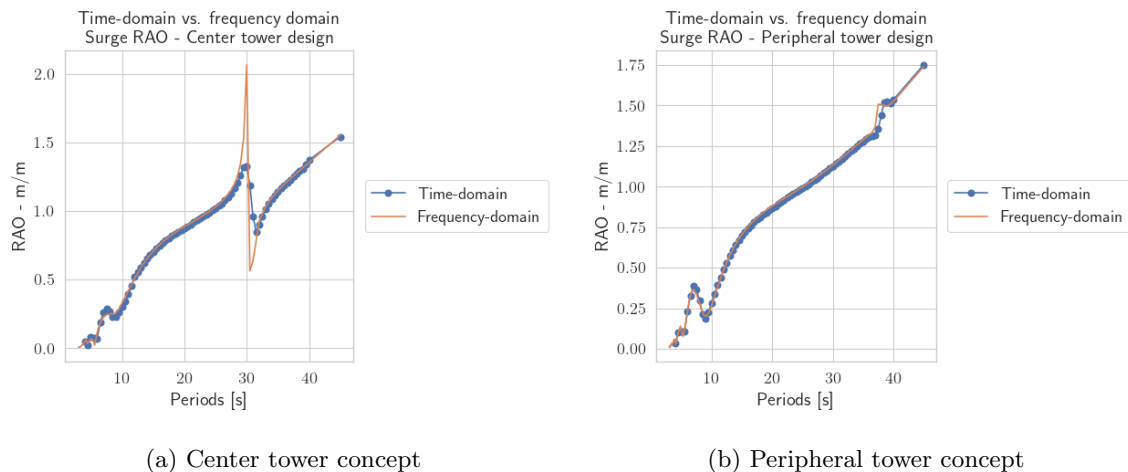 Time-domain vs. frequency domain
Surge RAO - Center tower design
2.0
1.5
1.0
0.5
0.0
RAO - m/m
10 20 30 40
Periods [s]
Time-domain
Frequency-domain
(a) Center tower concept
Time-domain vs. frequency domain
Surge RAO - Peripheral tower design
1.75
1.50
1.25
1.00
0.75
0.50
0.25
0.00
RAO - m/m
10 20 30 40
Periods [s]
Time-domain
Frequency-domain
(b) Peripheral tower concept